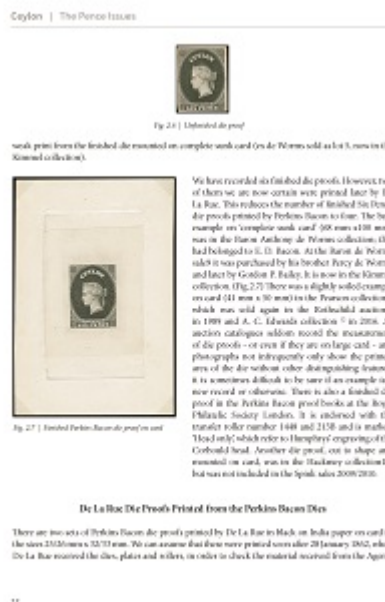 Ceylon | The Pence Issues
CEYLON
Fig. 2.6 | Unfinished die proof
weak print from the finished die mounted on complete sunk card (ex de Worms sold as lot 5, now in the
Kimmel collection).
We have recorded six finished die proofs. However, two
of them we are now certain were printed later by De
La Rue. This reduces the number of finished Six Pence
die proofs printed by Perkins Bacon to four. The best
example on 'complete sunk card' (68 mm x100 mm)
was in the Baron Anthony de Worms collection, (it
had belonged to E. D. Bacon. At the Baron de Worms
sale it was purchased by his brother Percy de Worms
and later by Gordon P. Bailey. It is now in the Kimmel
collection. (Fig. 2.7) There was a slightly soiled example
on card (41 mm x 50 mm) in the Pearson collection
which was sold again in the Rothschild auction
in 1989 and A. C. Edwards collection in 2016.
auction catalogues seldom record the measurements
of die proofs - or even if they are on large card -
photographs not infrequently only show the printed
area of the die without other distinguishing features
it is sometimes difficult to be sure if an example is
new record or otherwise. There is also a finished die
proof in the Perkins Bacon proof books at the Royal
Philatelic Society London. It is endorsed with the
transfer roller number 1448 and 2158 and is marked
'Head only', which refer to Humphrys' engraving of the
Corbould head. Another die proof, cut to shape and
mounted on card, was in the Hackmey collection
but was not included in the Spink sales 2009/2010.
CEYLON
SIX PENCE
Fig. 2.7 | Finished Perkins Bacon die proof on card
De La Rue Die Proofs Printed from the Perkins Bacon Dies
There are two sets of Perkins Bacon die proofs printed by De La Rue in black on India paper on card in
the sizes 23/26 mm x 32/33 mm. We can assume that these were printed soon after 28 January 1862, when
De La Rue received the dies, plates and rollers, in order to check the material received from the Agent